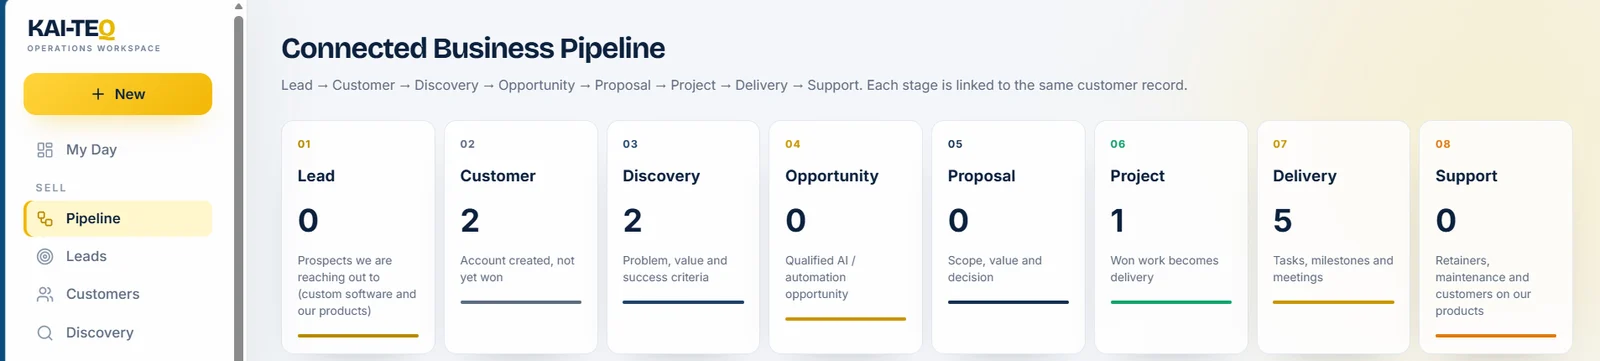 KAI-TEQ
OPERATIONS WORKSPACE
+ New
My Day
SELL
Pipeline
Leads
Customers
Discovery
Connected Business Pipeline
Lead → Customer → Discovery → Opportunity → Proposal → Project → Delivery → Support. Each stage is linked to the same customer record.
01
Lead
0
Prospects we are
reaching out to
(custom software and
our products)
02
Customer
2
Account created, not
yet won
03
Discovery
2
Problem, value and
success criteria
04
Opportunity
0
Qualified AI /
automation
opportunity
05
Proposal
0
Scope, value and
decision
06
Project
1
Won work becomes
delivery
07
Delivery
5
Tasks, milestones and
meetings
08
Support
0
Retainers,
maintenance and
customers on our
products